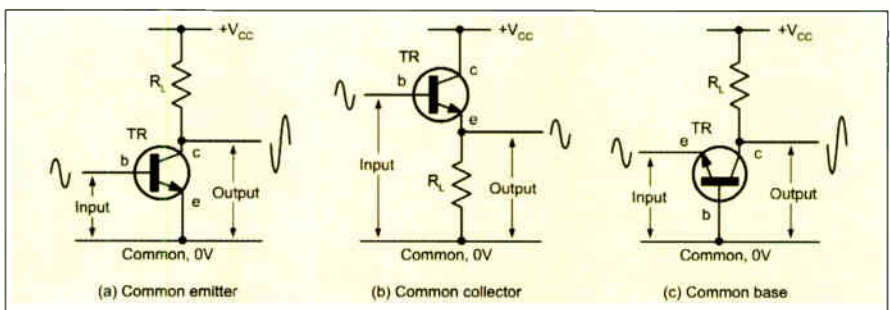 +VCC
RL
TR
b
c
e
Input
Output
Common, 0V
(a) Common emitter
+VCC
TR
b
c
e
Input
RL
Output
Common, 0V
(b) Common collector
+VCC
RL
TR
e
c
b
Input
Output
Common, 0V
(c) Common base